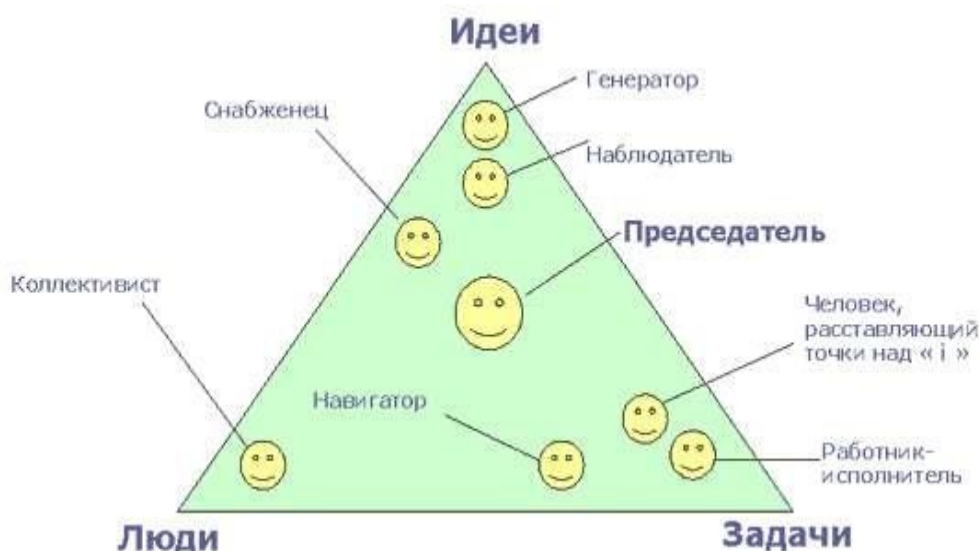 Идеи
Генератор
Снабженец
Наблюдатель
Председатель
Коллективист
Человек,
расставляющий
точки над « i »
Навигатор
Работник-
исполнитель
Люди
Задачи